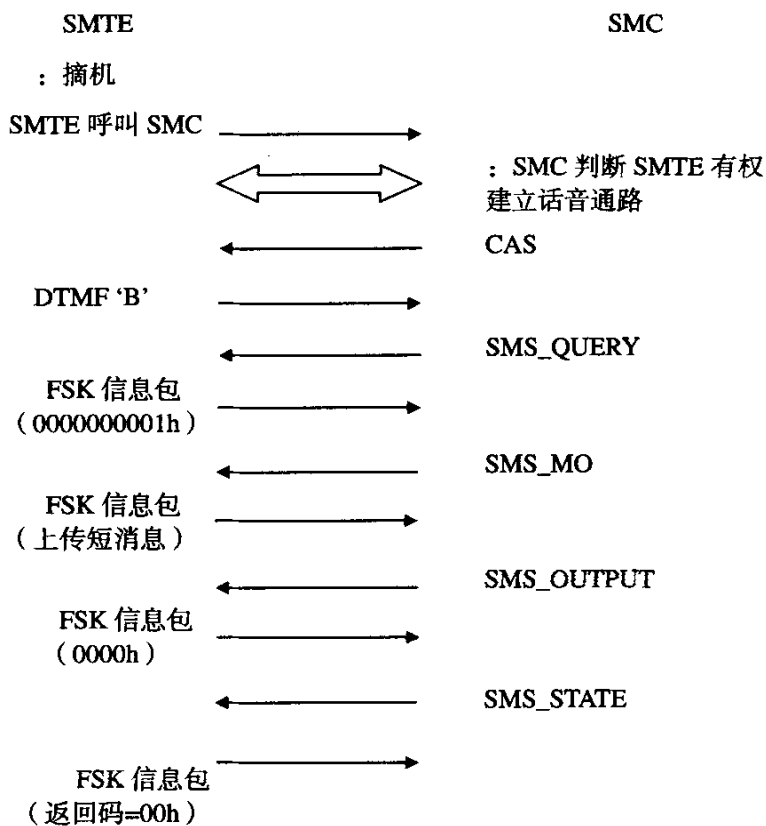 SMTE SMC
：摘机
SMTE 呼叫 SMC
：SMC 判断 SMTE 有权
建立话音通路
CAS
DTMF ‘B’
SMS_QUERY
FSK 信息包
（0000000001h）
SMS_MO
FSK 信息包
（上传短消息）
SMS_OUTPUT
FSK 信息包
（0000h）
SMS_STATE
FSK 信息包
（返回码=00h）